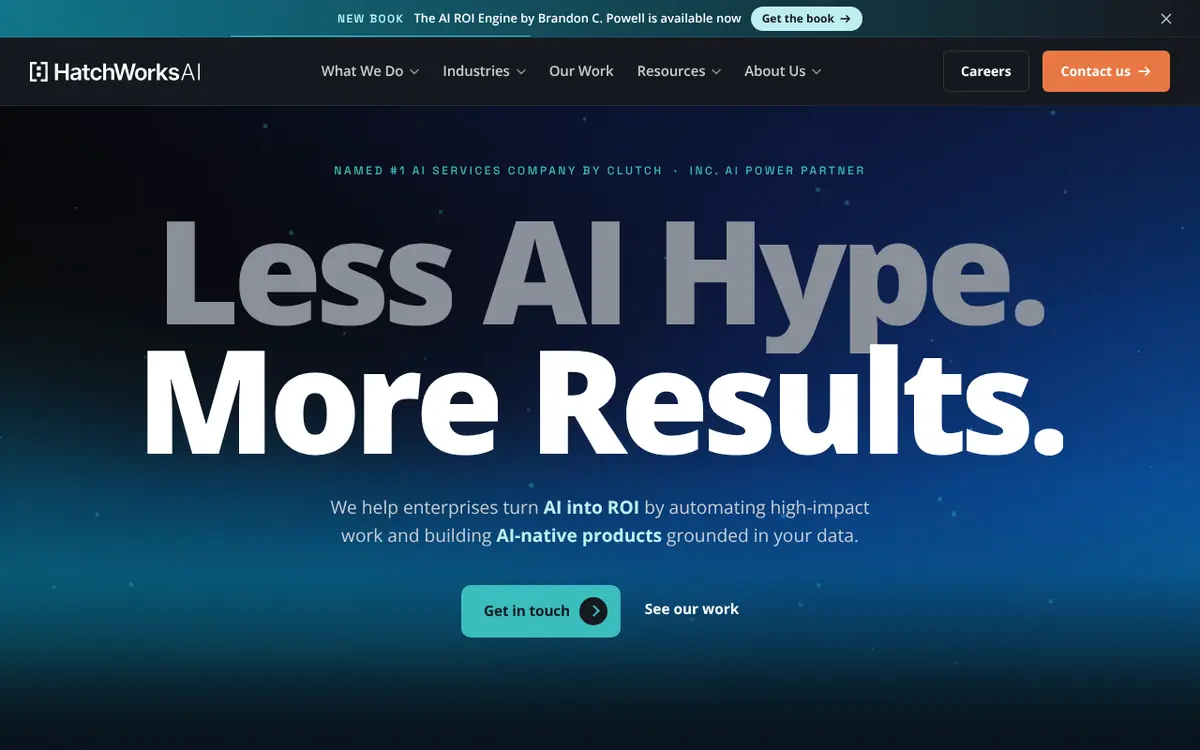 NEW BOOK The AI ROI Engine by Brandon C. Powell is available now Get the book →
HatchWorksAI What We Do Industries Our Work Resources About Us Careers Contact us →
NAMED #1 AI SERVICES COMPANY BY CLUTCH · INC. AI POWER PARTNER
Less AI Hype.
More Results.
We help enterprises turn AI into ROI by automating high-impact
work and building AI-native products grounded in your data.
Get in touch See our work